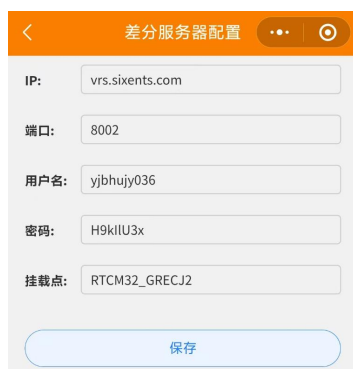 差分服务器配置
IP: vrs.sixents.com
端口: 8002
用户名: yjbhujy036
密码: H9kIlU3x
挂载点: RTCM32_GRECJ2
保存